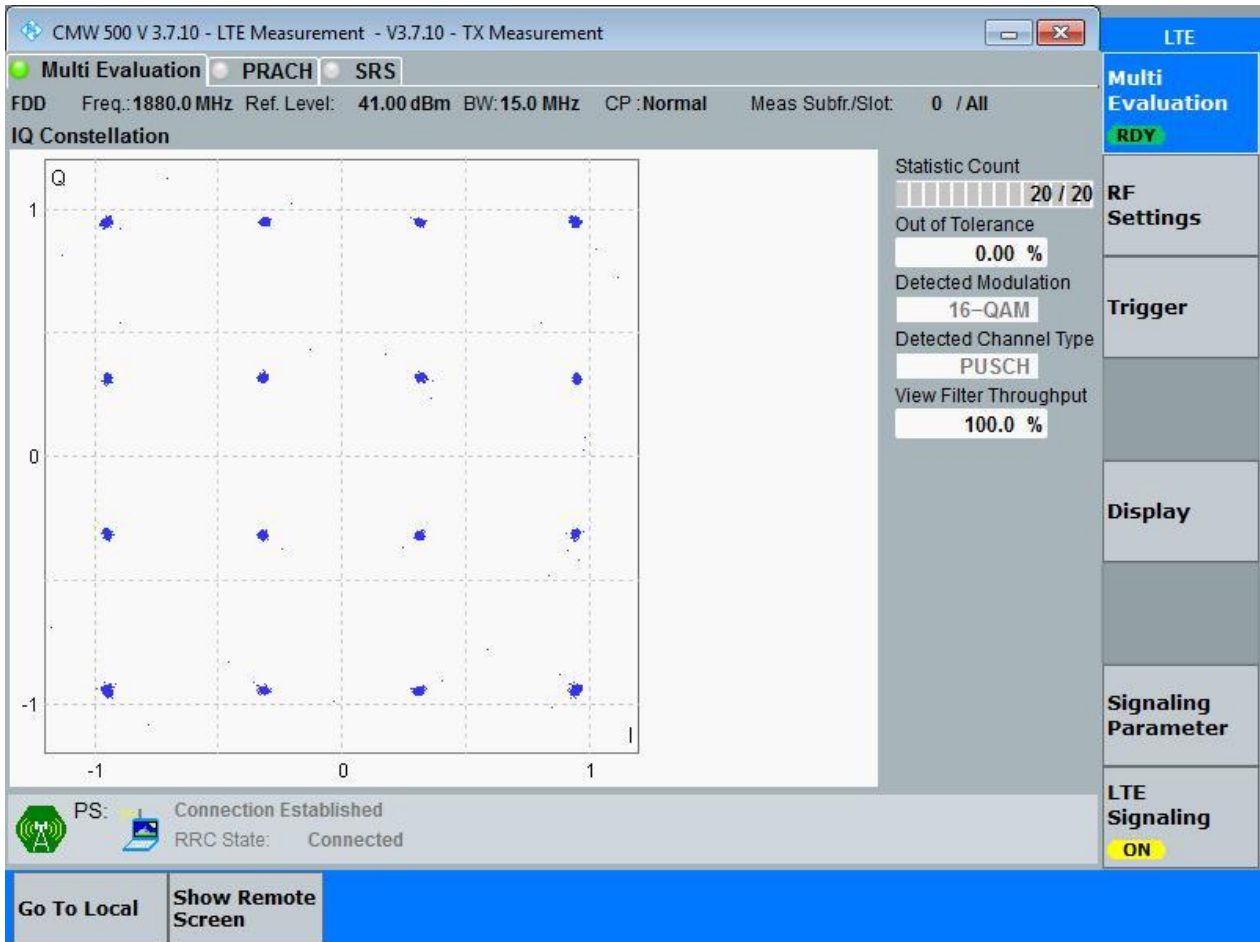 CMW 500 V 3.7.10 - LTE Measurement - V3.7.10 - TX Measurement
LTE
Multi Evaluation PRACH SRS
FDD Freq.:1880.0 MHz Ref. Level: 41.00 dBm BW:15.0 MHz CP :Normal Meas Subfr./Slot: 0 / All
IQ Constellation
Q
1
0
-1
I
-1 0 1
Statistic Count
20 / 20
Out of Tolerance
0.00 %
Detected Modulation
16-QAM
Detected Channel Type
PUSCH
View Filter Throughput
100.0 %
Multi
Evaluation
RDY
RF
Settings
Trigger
Display
Signaling
Parameter
LTE
Signaling
ON
PS: Connection Established
RRC State: Connected
Go To Local
Show Remote
Screen